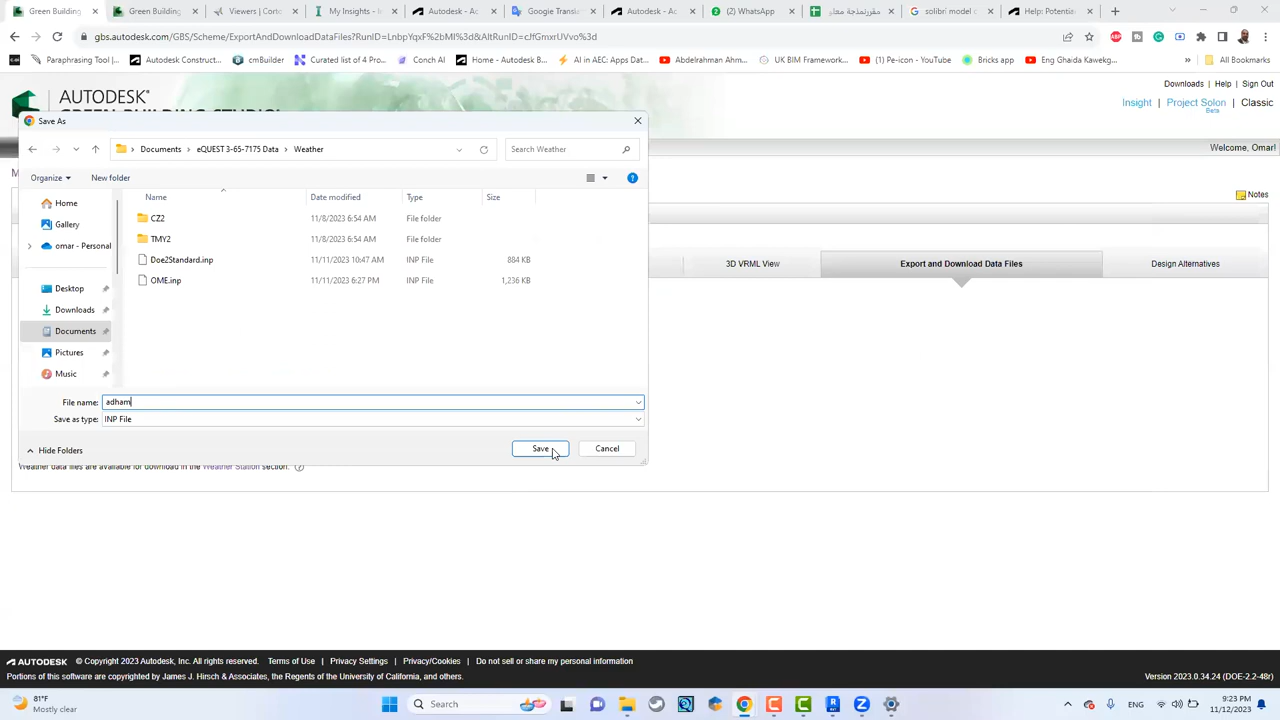 Green Building
Green Building
Viewers | Corto
My Insights - In
Autodesk - Ac
Google Transla
Autodesk - Ac
(2) WhatsApp
solibri model c
Help: Potentia
gbs.autodesk.com/GBS/Scheme/ExportAndDownloadDataFiles?RunID=LnbpYqxF%2bMI%3d&AltRunID=cJfGmxrUVvo%3d
Paraphrasing Tool |
Autodesk Construct...
cmBuilder
Curated list of 4 Pro...
Conch AI
Home - Autodesk B...
AI in AEC: Apps Dat...
Abdelrahman Ahm...
UK BIM Framework...
(7) Pe-icon - YouTube
Bricks app
Eng Ghaida Kawekg...
»
All Bookmarks
AUTODESK®
Downloads | Help | Sign Out
Insight | Project Solon | Classic
Beta
Welcome, Omar!
Save As
Documents > eQUEST 3-65-7175 Data > Weather
Search Weather
Organize
New folder
Notes
Name
Date modified
Type
Size
Home
Gallery
omar - Personal
Desktop
Downloads
Documents
Pictures
Music
CZ2 11/8/2023 6:54 AM File folder
TMY2 11/8/2023 6:54 AM File folder
Doe2Standard.inp 11/11/2023 10:47 AM INP File 884 KB
OME.inp 11/11/2023 6:27 PM INP File 1,236 KB
3D VRML View
Export and Download Data Files
Design Alternatives
File name: adham
Save as type: INP File
Hide Folders
Save
Cancel
Weather data files are available for download in the Weather Station section.
AUTODESK © Copyright 2023 Autodesk, Inc. All rights reserved. Terms of Use | Privacy Settings | Privacy/Cookies | Do not sell or share my personal information
Portions of this software are copyrighted by James J. Hirsch & Associates, the Regents of the University of California, and others.
Version 2023.0.34.24 (DOE-2.2-48r)
81°F
Mostly clear
Search
ENG
9:23 PM
11/12/2023